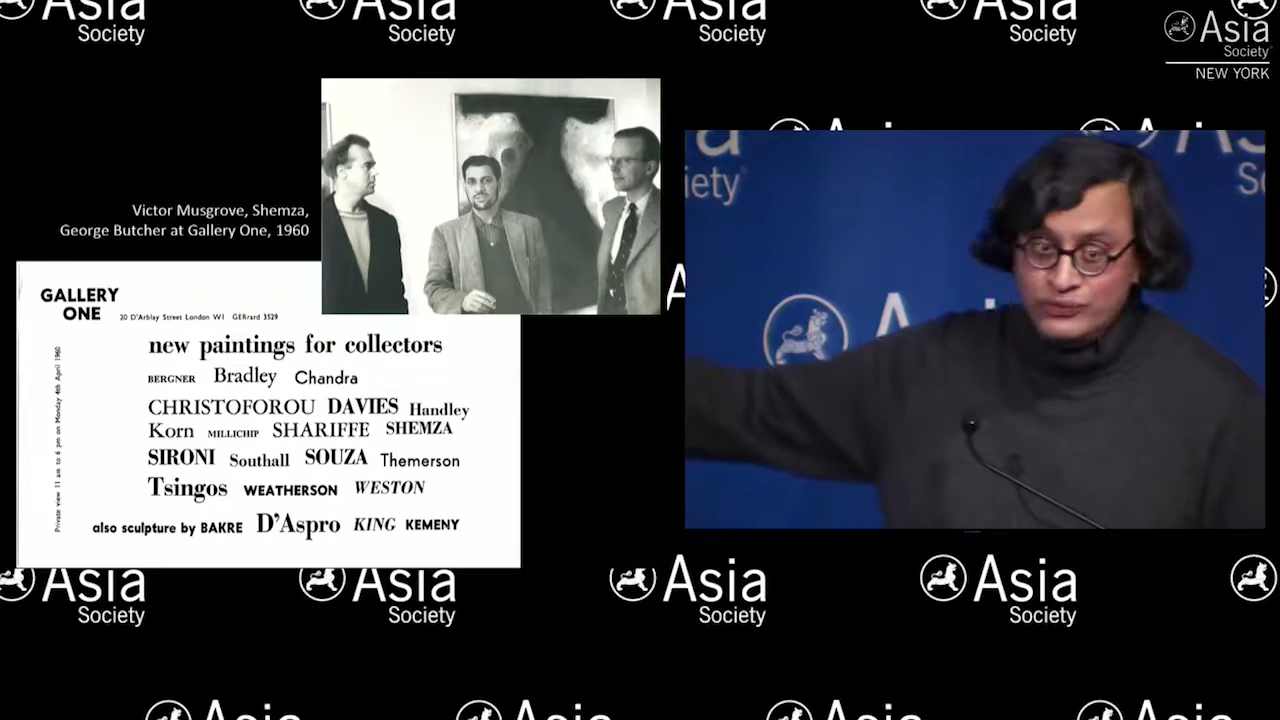 Asia
Society
Asia
Society
Asia
Society
Asia
Society
Asia
Society
NEW YORK
Victor Musgrove, Shemza,
George Butcher at Gallery One, 1960
GALLERY
ONE
20 D'Arblay Street London W1 GERrard 3529
Private view 11 am to 6 pm on Monday 4th April 1960
new paintings for collectors
BERGNER Bradley Chandra
CHRISTOFOROU DAVIES Handley
Korn MILLICHIP SHARIFFE SHEMZA
SIRONI Southall SOUZA Themerson
Tsingos WEATHERSON WESTON
also sculpture by BAKRE D'Aspro KING KEMENY
Asia
Society
Asia
Society
Asia
Society
Asia
Society
Asia
Asia
Asia
Asia